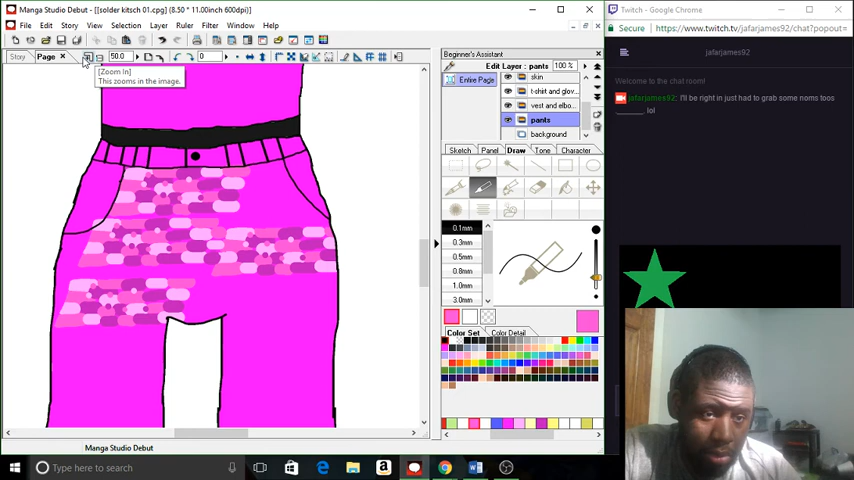 Manga Studio Debut - [[solder kitsch 01.cpg] (8.50 * 11.00inch 600dpi)]
File Edit Story View Selection Layer Ruler Filter Window Help
Story Page 50.0 0
[Zoom In]
This zooms in the image.
Beginner's Assistant
Edit Layer : pants 100 %
Entire Page
skin
t-shirt and glov...
vest and elbo...
pants
background
Sketch Panel Draw Tone Character
0.1mm
0.3mm
0.5mm
0.8mm
1.0mm
3.0mm
Color Set Color Detail
Manga Studio Debut
Twitch - Google Chrome
Secure https://www.twitch.tv/jafarjames92/chat?popout=
jafarjames92
Welcome to the chat room!
jafarjames92: I'll be right in just had to grab some noms toos
______ lol
Type here to search